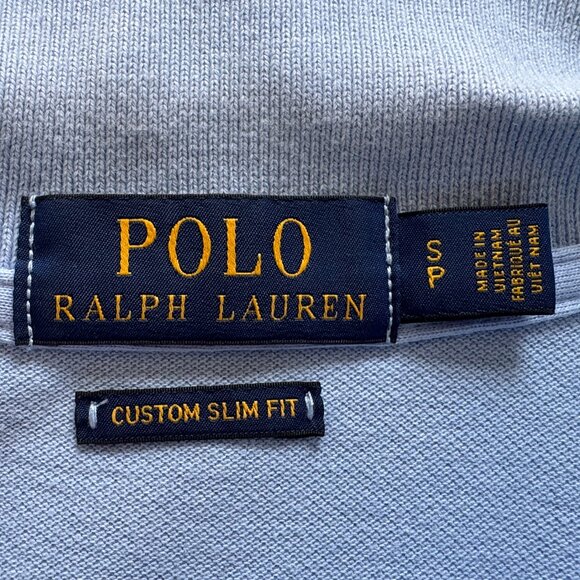 POLO
RALPH LAUREN
S
P
MADE IN
VIETNAM
FABRIQUÉ AU
VIÊT NAM
CUSTOM SLIM FIT